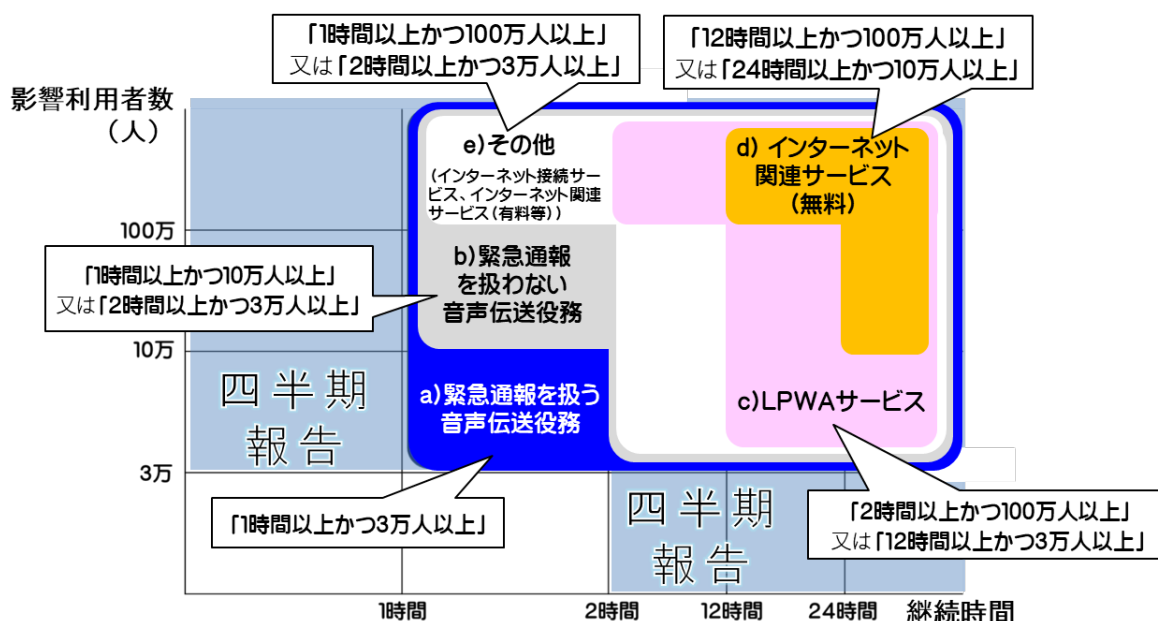 「1時間以上かつ100万人以上」
又は「2時間以上かつ3万人以上」
「12時間以上かつ100万人以上」
又は「24時間以上かつ10万人以上」
影響利用者数
(人)
e)その他
(インターネット接続サー
ビス、インターネット関連
サービス(有料等))
d) インターネット
関連サービス
(無料)
100万
b)緊急通報
を扱わない
音声伝送役務
「1時間以上かつ10万人以上」
又は「2時間以上かつ3万人以上」
10万
四半期
報告
a)緊急通報を扱う
音声伝送役務
c)LPWAサービス
3万
「1時間以上かつ3万人以上」
四半期
報告
「2時間以上かつ100万人以上」
又は「12時間以上かつ3万人以上」
1時間
2時間
12時間
24時間
継続時間